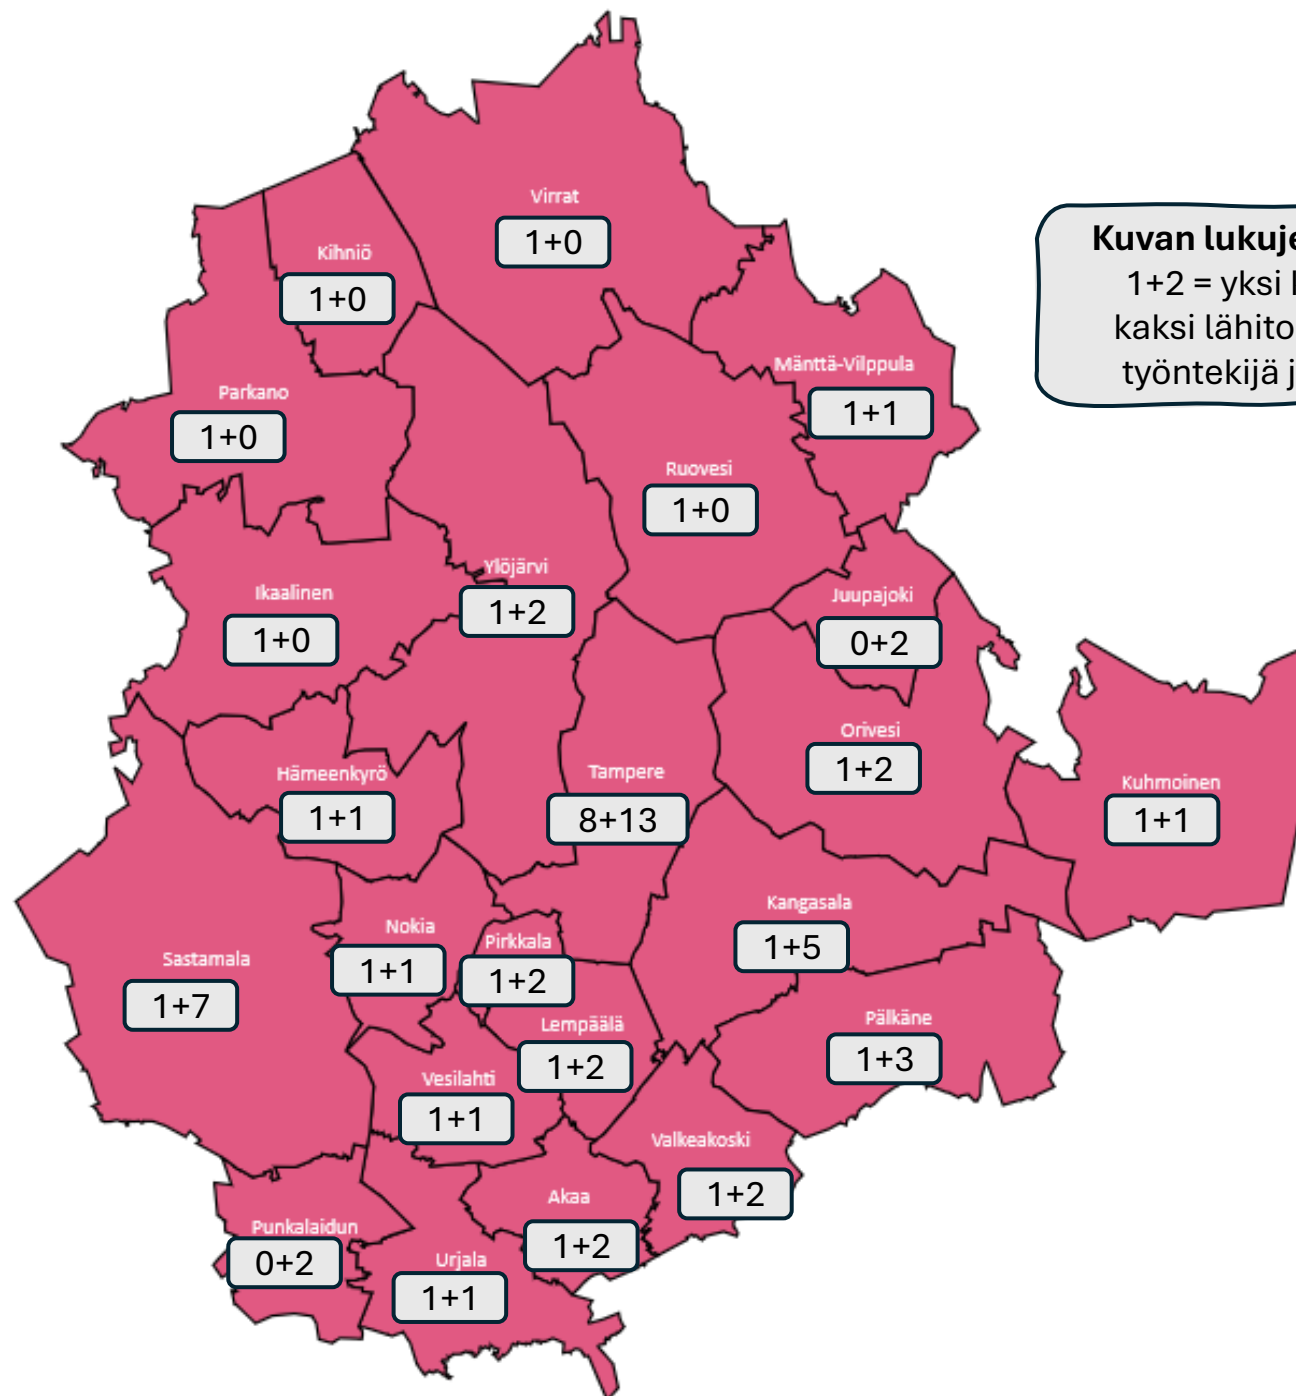 Virrat
1+0
Kihniö
1+0
Kuvan lukuje
1+2 = yksi
kaksi lähito
työntekijä j
Mänttä-Vilppula
1+1
Parkano
1+0
Ruovesi
1+0
Ylöjärvi
1+2
Ikaalinen
1+0
Juupajoki
0+2
Orivesi
1+2
Hämeenkyrö
1+1
Tampere
8+13
Kuhmoinen
1+1
Kangasala
1+5
Nokia
1+1
Pirkkala
1+2
Sastamala
1+7
Lempäälä
1+2
Pälkäne
1+3
Vesilahti
1+1
Valkeakoski
1+2
Akaa
1+2
Punkalaidun
0+2
Urjala
1+1